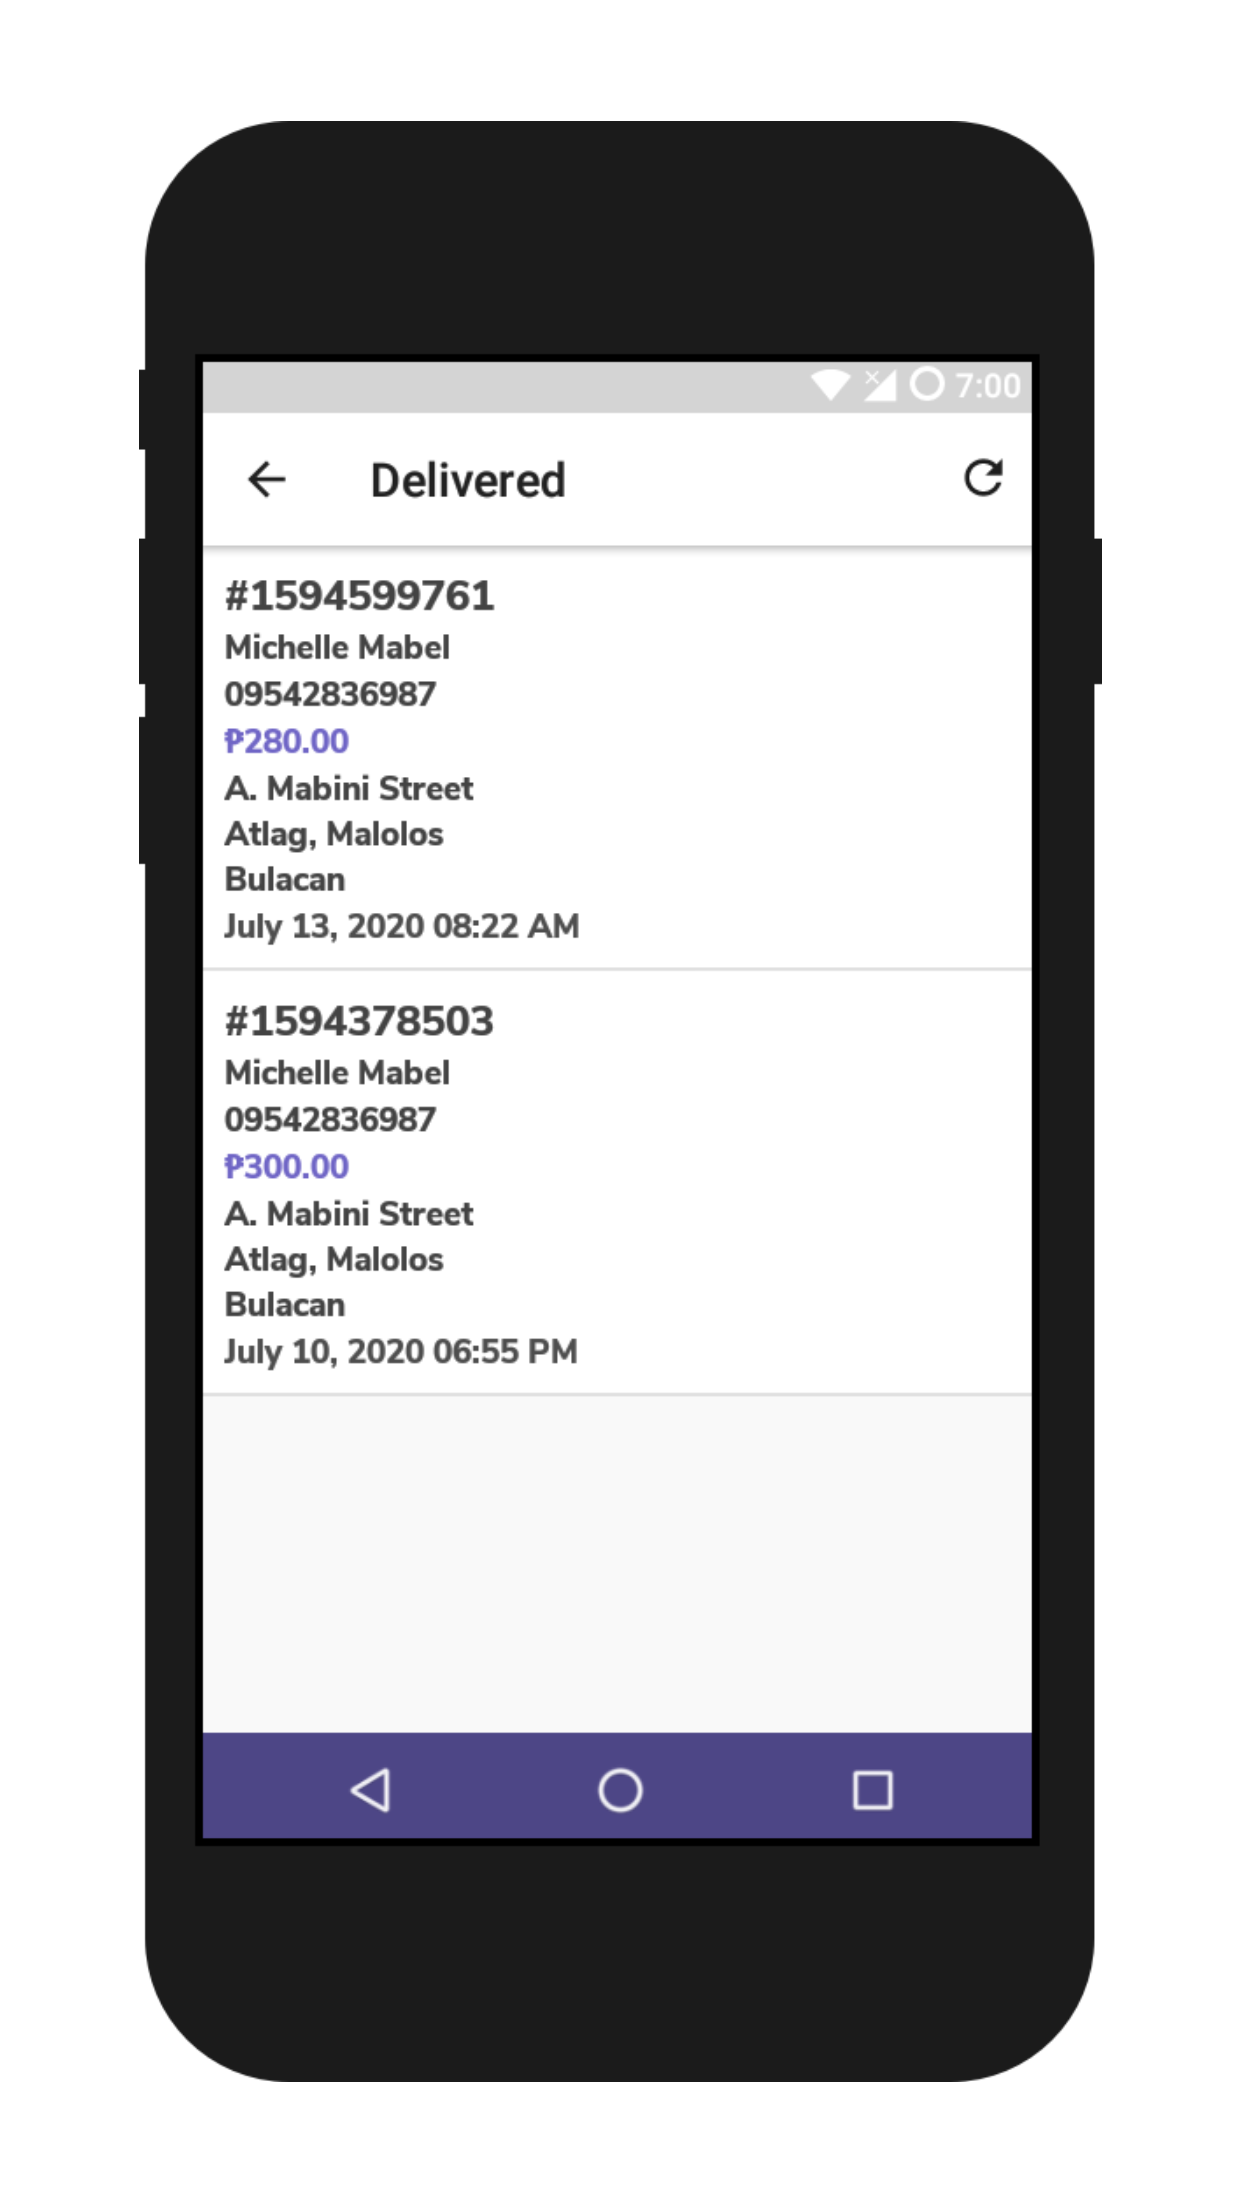 7:00
Delivered
#1594599761
Michelle Mabel
09542836987
₱280.00
A. Mabini Street
Atlag, Malolos
Bulacan
July 13, 2020 08:22 AM
#1594378503
Michelle Mabel
09542836987
₱300.00
A. Mabini Street
Atlag, Malolos
Bulacan
July 10, 2020 06:55 PM